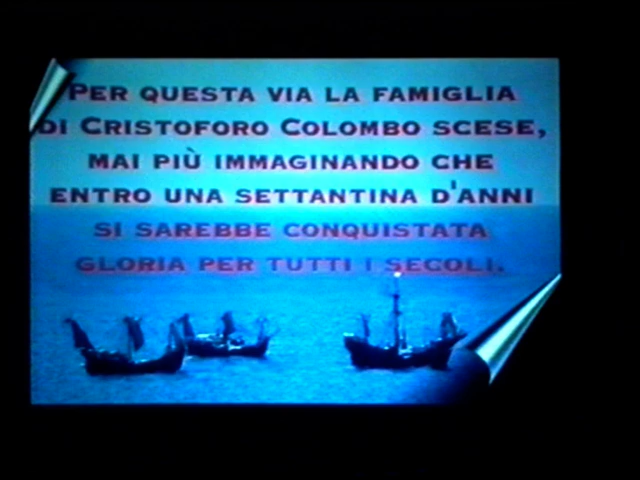 PER QUESTA VIA LA FAMIGLIA
DI CRISTOFORO COLOMBO SCESE,
MAI PIÙ IMMAGINANDO CHE
ENTRO UNA SETTANTINA D'ANNI
SI SAREBBE CONQUISTATA
GLORIA PER TUTTI I SECOLI.